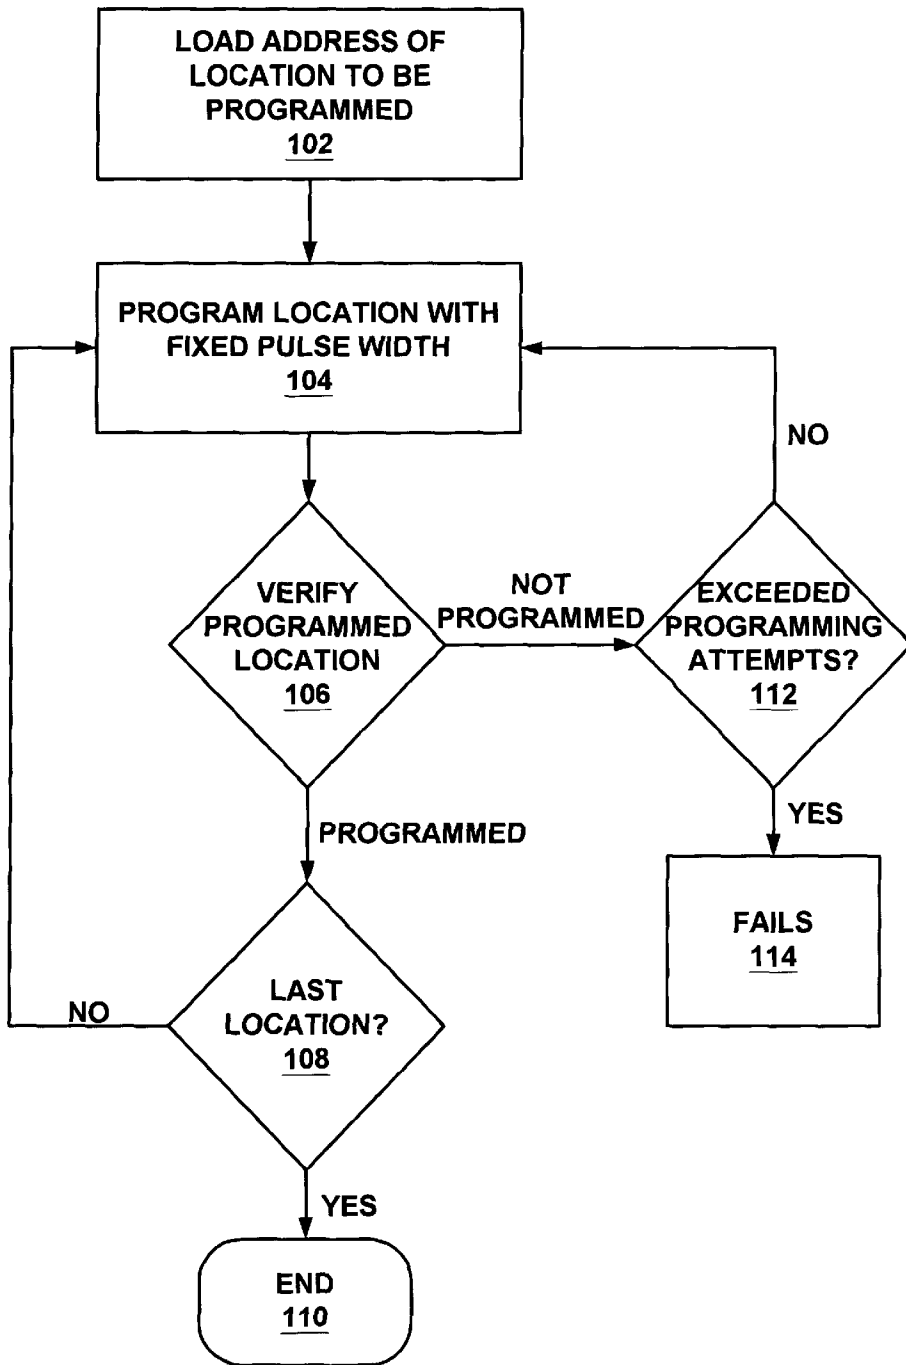 LOAD ADDRESS OF
LOCATION TO BE
PROGRAMMED
102
PROGRAM LOCATION WITH
FIXED PULSE WIDTH
104
NO
VERIFY
PROGRAMMED
LOCATION
106
NOT
PROGRAMMED
EXCEEDED
PROGRAMMING
ATTEMPTS?
112
PROGRAMMED
YES
FAILS
114
LAST
LOCATION?
108
NO
YES
END
110